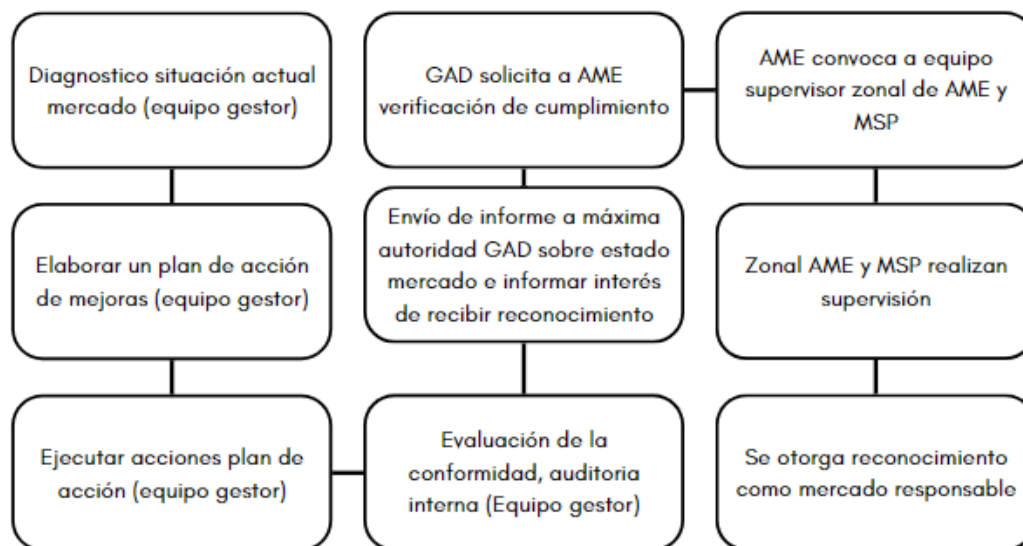 Diagnostico situación actual
mercado (equipo gestor)
Elaborar un plan de acción
de mejoras (equipo gestor)
Ejecutar acciones plan de
acción (equipo gestor)
Evaluación de la
conformidad, auditoria
interna (Equipo gestor)
Envío de informe a máxima
autoridad GAD sobre estado
mercado e informar interés
de recibir reconocimiento
GAD solicita a AME
verificación de cumplimiento
AME convoca a equipo
supervisor zonal de AME y
MSP
Zonal AME y MSP realizan
supervisión
Se otorga reconocimiento
como mercado responsable